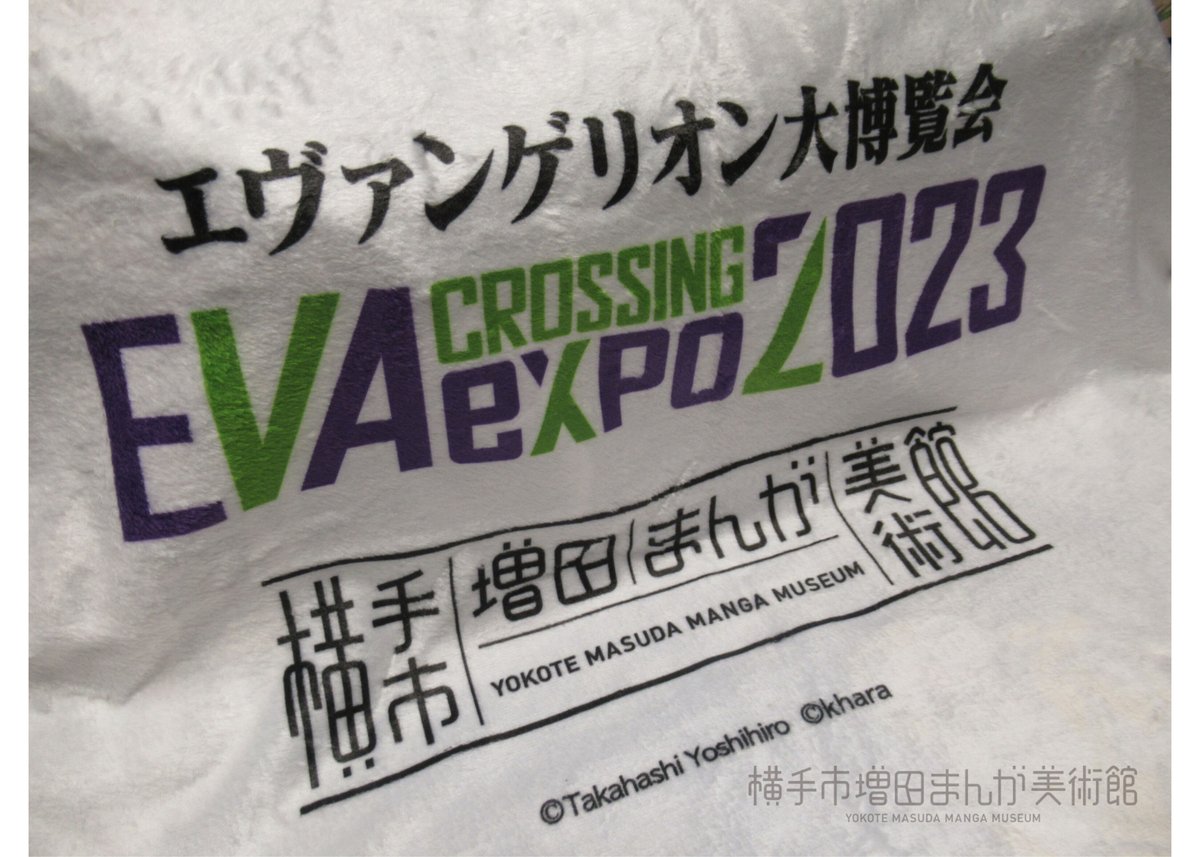 エヴァンゲリオン大博覧会
EVA CROSSING eXPO 2023
横手市 増田まんが美術館
YOKOTE MASUDA MANGA MUSEUM
©Takahashi Yoshihiro ©khara
横手市増田まんが美術館
YOKOTE MASUDA MANGA MUSEUM